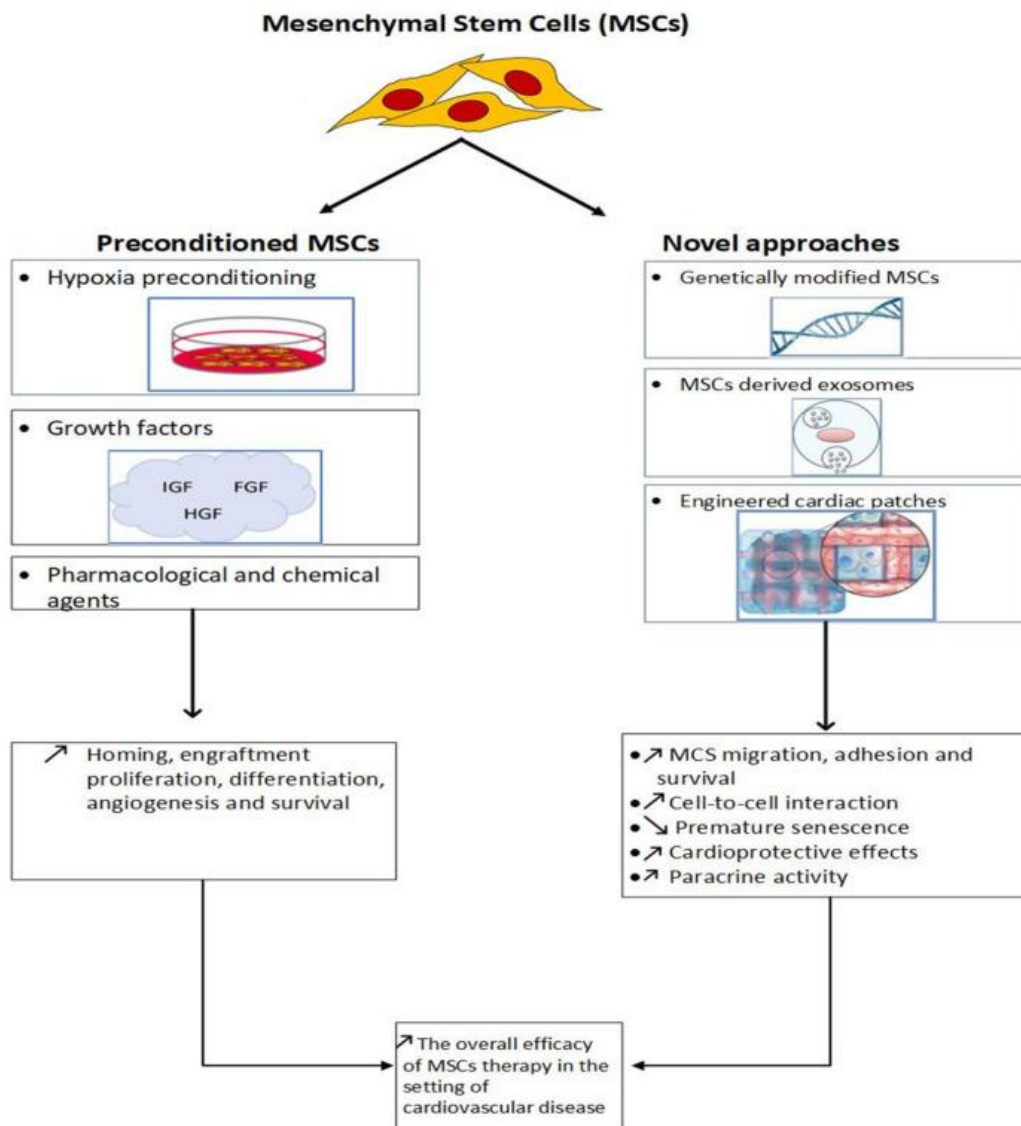 Mesenchymal Stem Cells (MSCs)
Preconditioned MSCs
• Hypoxia preconditioning
• Growth factors
IGF FGF
HGF
• Pharmacological and chemical
agents
↗ Homing, engraftment
proliferation, differentiation,
angiogenesis and survival
Novel approaches
• Genetically modified MSCs
• MSCs derived exosomes
• Engineered cardiac patches
•↗ MCS migration, adhesion and
survival
•↗ Cell-to-cell interaction
•↘ Premature senescence
•↗ Cardioprotective effects
•↗ Paracrine activity
↗ The overall efficacy
of MSCs therapy in the
setting of
cardiovascular disease